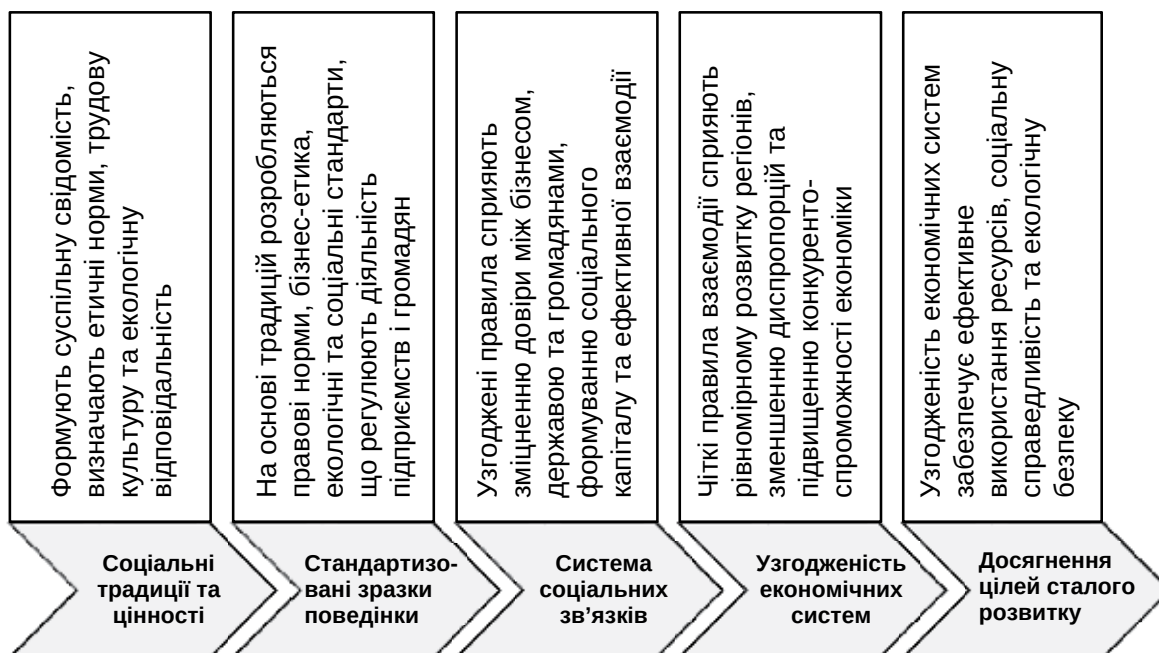 Формують суспільну свідомість,
визначають етичні норми, трудову
культуру та екологічну
відповідальність
Соціальні
традиції та
цінності
На основі традицій розробляються
правові норми, бізнес-етика,
екологічні та соціальні стандарти,
що регулюють діяльність
підприємств і громадян
Стандартизо-
вані зразки
поведінки
Узгоджені правила сприяють
зміцненню довіри між бізнесом,
державою та громадянами,
формуванню соціального
капіталу та ефективної взаємодії
Система
соціальних
зв’язків
Чіткі правила взаємодії сприяють
рівномірному розвитку регіонів,
зменшенню диспропорцій та
підвищенню конкуренто-
спроможності економіки
Узгодженість
економічних
систем
Узгодженість економічних систем
забезпечує ефективне
використання ресурсів, соціальну
справедливість та екологічну
безпеку
Досягнення
цілей сталого
розвитку